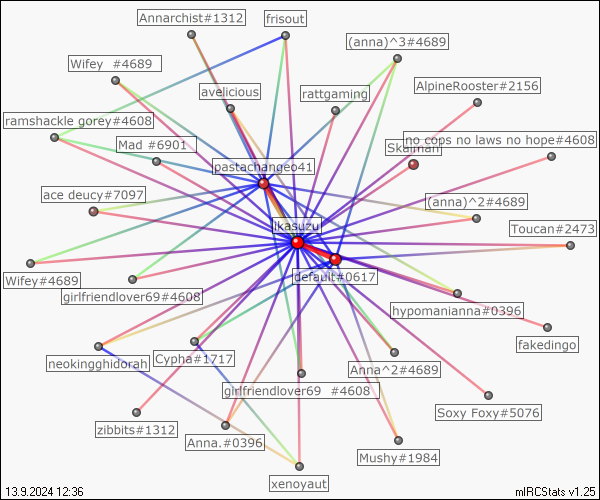 Annarchist#1312
frisout
(anna)^3#4689
Wifey #4689
avelicious
rattgaming
AlpineRooster#2156
ramshackle gorey#4608
Mad #6901
no cops no laws no hope#4608
pastachangeo41
ace deucy#7097
(anna)^2#4689
ikasuzu
Toucan#2473
Wifey#4689
default#0617
girlfriendlover69#4608
hypomanianna#0396
fakedingo
neokingghidorah
Cypha#1717
Anna^2#4689
girlfriendlover69 #4608
Soxy Foxy#5076
zibbits#1312
Anna.#0396
Mushy#1984
xenoyaut
13.9.2024 12:36
mIRCStats v1.25